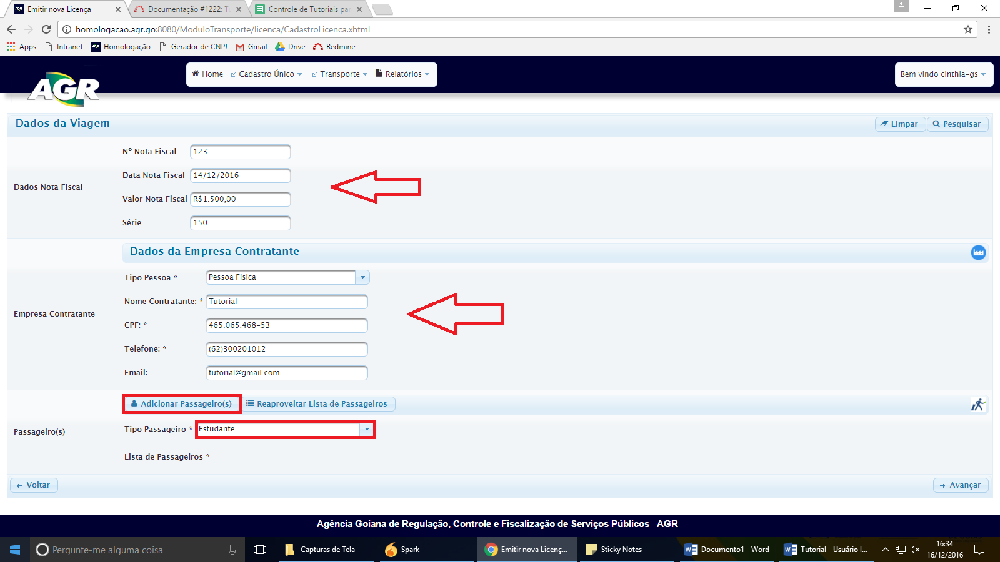 Emitir nova Licença
Documentação #1222: T
Controle de Tutoriais pa
homologacao.agr.go:8080/ModuloTransporte/licenca/CadastroLicenca.xhtml
Apps Intranet Homologação Gerador de CNPJ Gmail Drive Redmine
AGR
Home Cadastro Único Transporte Relatórios
Bem vindo cinthia-gs
Dados da Viagem
Limpar Pesquisar
Dados Nota Fiscal
Nº Nota Fiscal 123
Data Nota Fiscal 14/12/2016
Valor Nota Fiscal R$1.500,00
Série 150
Empresa Contratante
Dados da Empresa Contratante
Tipo Pessoa * Pessoa Física
Nome Contratante: * Tutorial
CPF: * 465.065.468-53
Telefone: * (62)300201012
Email: tutorial@gmail.com
Passageiro(s)
Adicionar Passageiro(s) Reaproveitar Lista de Passageiros
Tipo Passageiro * Estudante
Lista de Passageiros *
Voltar Avançar
Agência Goiana de Regulação, Controle e Fiscalização de Serviços Públicos AGR
Pergunte-me alguma coisa
Capturas de Tela
Spark
Emitir nova Licenç...
Sticky Notes
Documento1 - Word
Tutorial - Usuário I...
16:34
16/12/2016